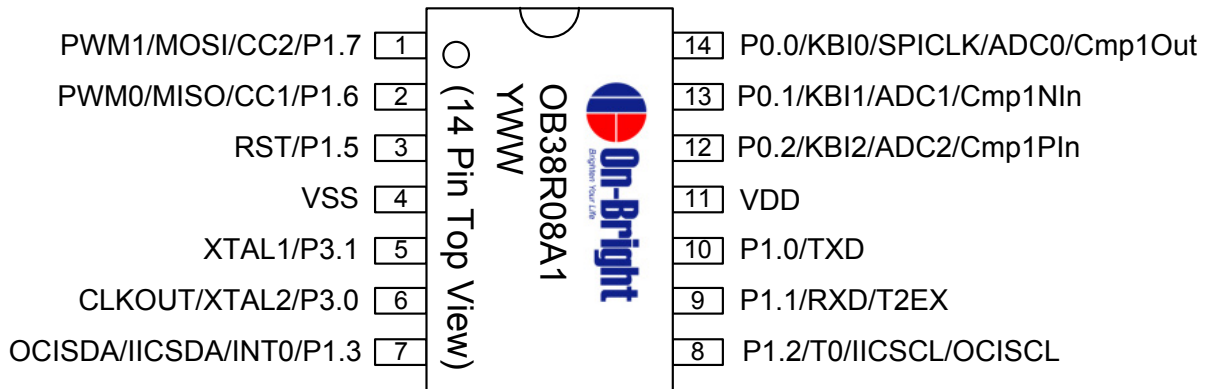 PWM1/MOSI/CC2/P1.7 1
PWM0/MISO/CC1/P1.6 2
RST/P1.5 3
VSS 4
XTAL1/P3.1 5
CLKOUT/XTAL2/P3.0 6
OCISDA/IICSDA/INT0/P1.3 7
On-Bright
Brighten Your Life
OB38R08A1
YWW
(14 Pin Top View)
14 P0.0/KBI0/SPICLK/ADC0/Cmp1Out
13 P0.1/KBI1/ADC1/Cmp1NIn
12 P0.2/KBI2/ADC2/Cmp1PIn
11 VDD
10 P1.0/TXD
9 P1.1/RXD/T2EX
8 P1.2/T0/IICSCL/OCISCL